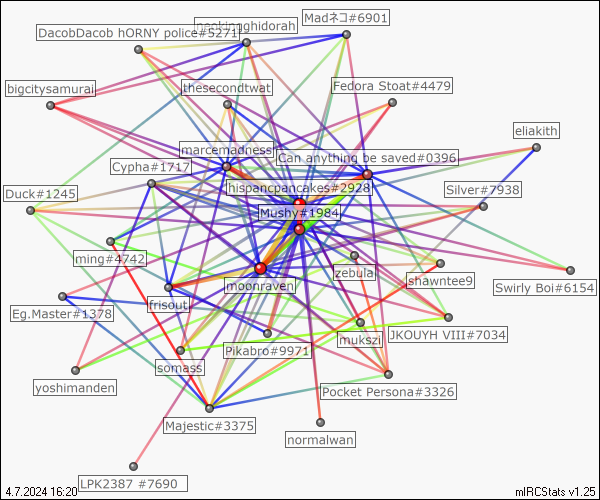 neckingghidorah
Madネコ#6901
DacobDacob hORNY police#5271
bigcitysamurai
thesecondtwat
Fedora Stoat#4479
eliakith
marcemadness
Can anything be saved#0396
Cypha#1717
hispancpancakes#2928
Silver#7938
Duck#1245
Mushy#1984
ming#4742
zebula
shawntee9
moonraven
Swirly Boi#6154
frisout
Eg.Master#1378
JKOUYH VIII#7034
mukszi
Pikabro#9971
somass
yoshimanden
Pocket Persona#3326
Majestic#3375
normalwan
LPK2387 #7690
4.7.2024 16:20
mIRCStats v1.25